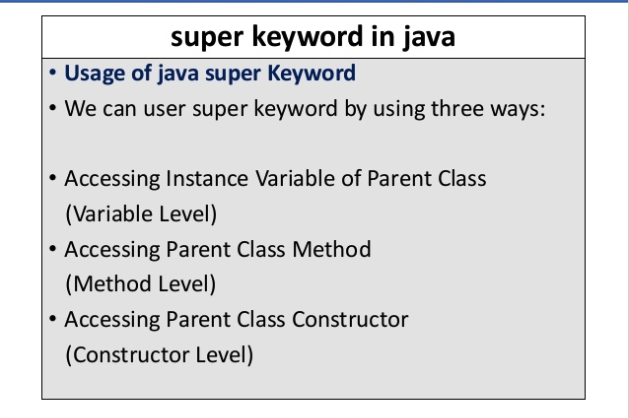 super keyword in java
• Usage of java super Keyword
• We can user super keyword by using three ways:
• Accessing Instance Variable of Parent Class
(Variable Level)
• Accessing Parent Class Method
(Method Level)
• Accessing Parent Class Constructor
(Constructor Level)